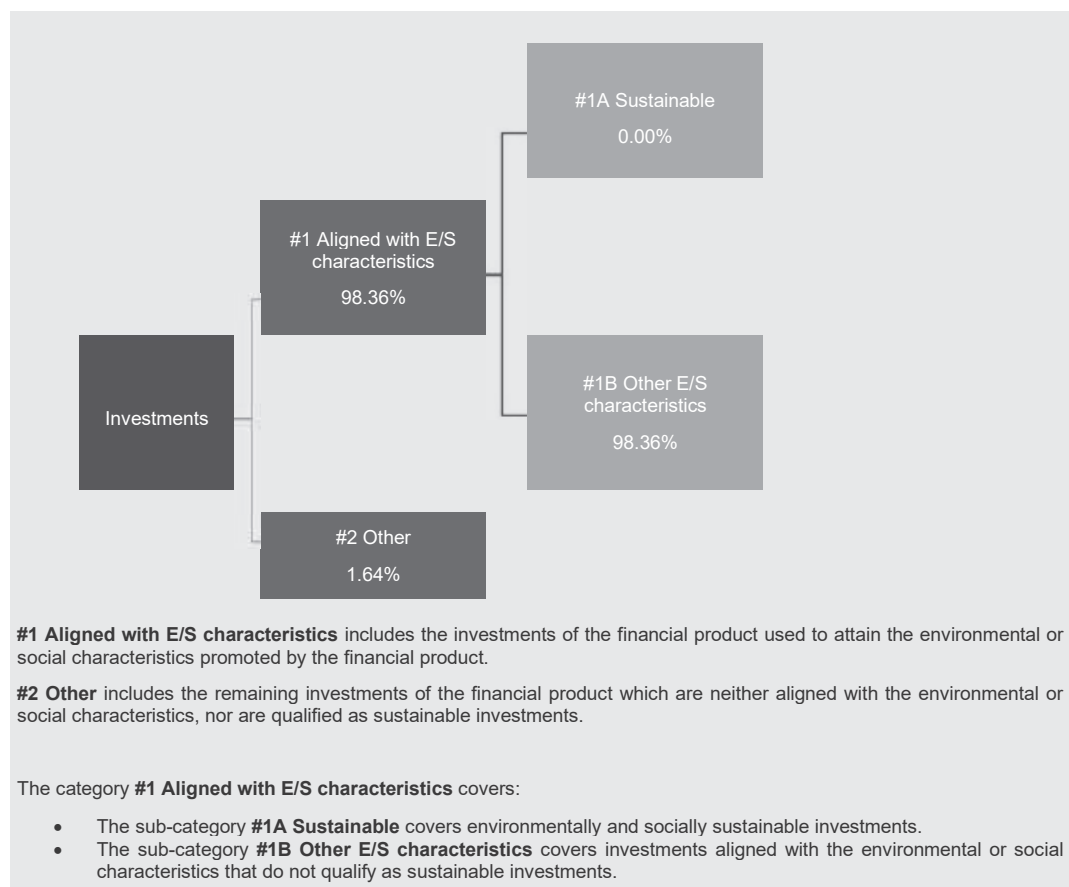 #1A Sustainable
0.00%
#1 Aligned with E/S
characteristics
98.36%
Investments
#1B Other E/S
characteristics
98.36%
#2 Other
1.64%
#1 Aligned with E/S characteristics includes the investments of the financial product used to attain the environmental or
social characteristics promoted by the financial product.
#2 Other includes the remaining investments of the financial product which are neither aligned with the environmental or
social characteristics, nor are qualified as sustainable investments.
The category #1 Aligned with E/S characteristics covers:
• The sub-category #1A Sustainable covers environmentally and socially sustainable investments.
• The sub-category #1B Other E/S characteristics covers investments aligned with the environmental or social
characteristics that do not qualify as sustainable investments.